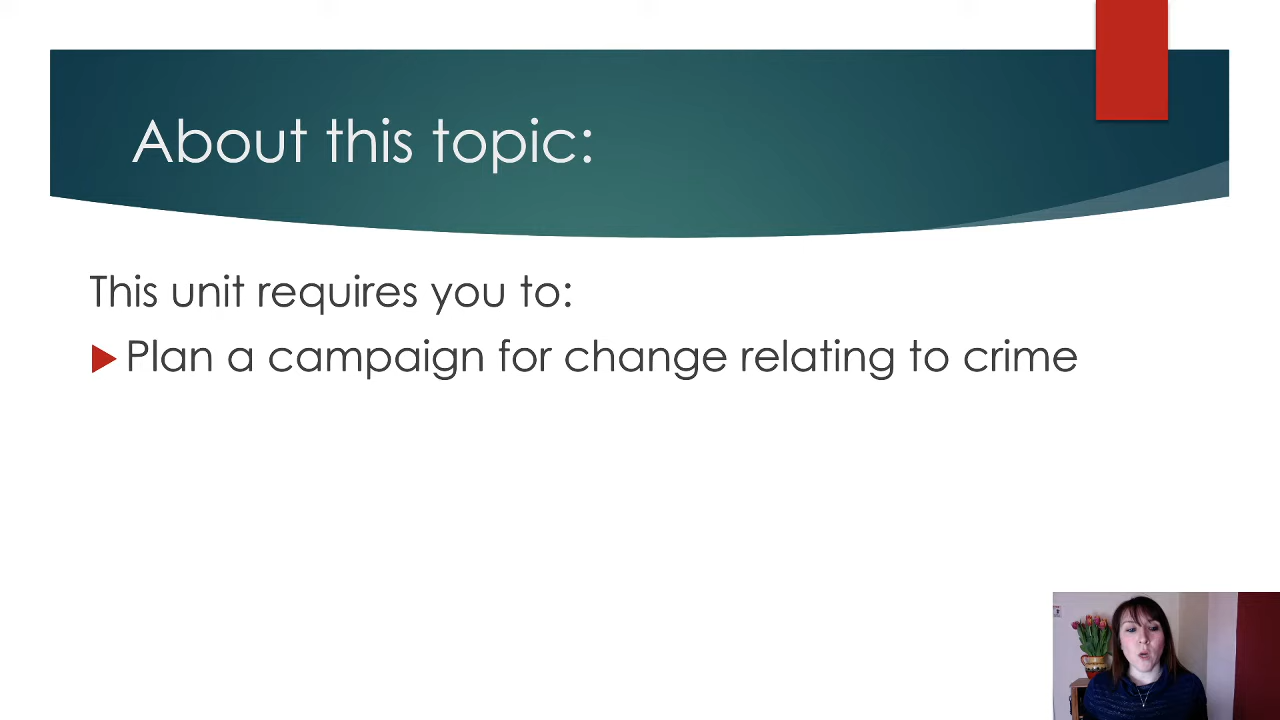 About this topic:
This unit requires you to:
Plan a campaign for change relating to crime